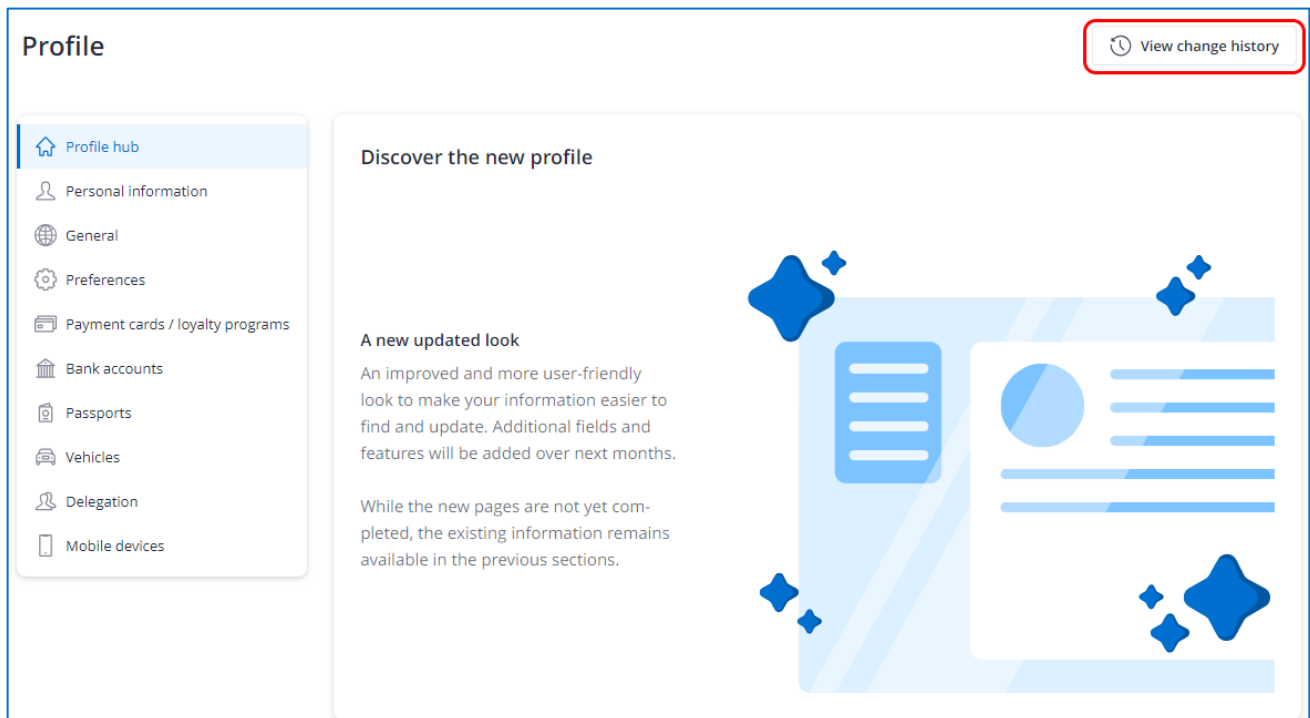 Profile
View change history
Profile hub
Personal information
General
Preferences
Payment cards / loyalty programs
Bank accounts
Passports
Vehicles
Delegation
Mobile devices
Discover the new profile
A new updated look
An improved and more user-friendly
look to make your information easier to
find and update. Additional fields and
features will be added over next months.
While the new pages are not yet com-
pleted, the existing information remains
available in the previous sections.